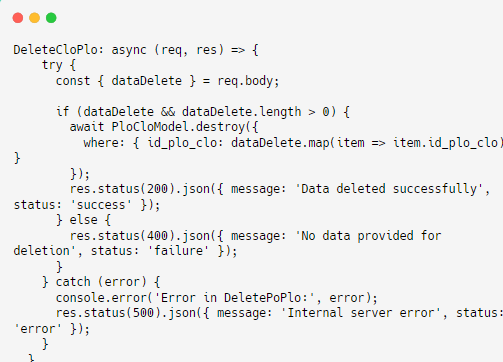 DeleteCloPlo: async (req, res) => {
    try {
      const { dataDelete } = req.body;

      if (dataDelete && dataDelete.length > 0) {
        await PloCloModel.destroy({
          where: { id_plo_clo: dataDelete.map(item => item.id_plo_clo)
}
        });
        res.status(200).json({ message: 'Data deleted successfully',
status: 'success' });
      } else {
        res.status(400).json({ message: 'No data provided for
deletion', status: 'failure' });
      }
    } catch (error) {
      console.error('Error in DeletePoPlo:', error);
      res.status(500).json({ message: 'Internal server error', status:
'error' });
    }
  }